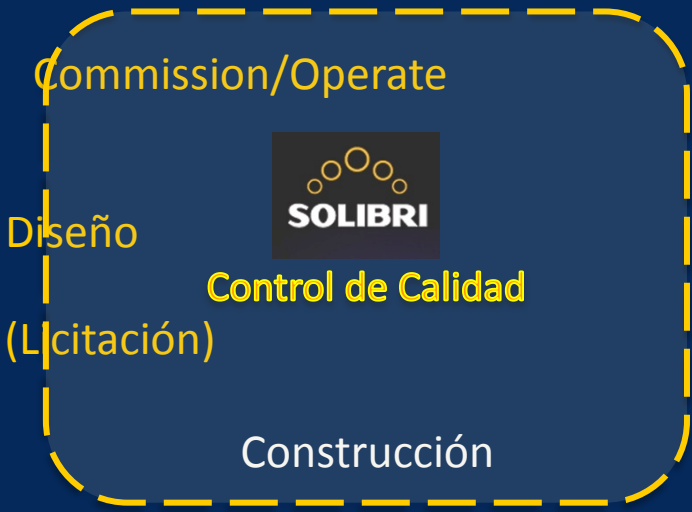 Commission/Operate
SOLIBRI
Diseño
Control de Calidad
(Licitación)
Construcción